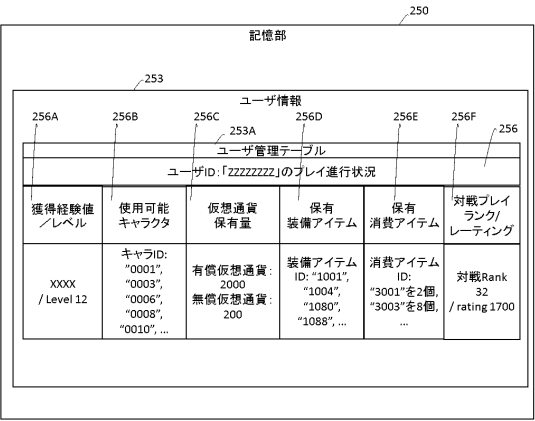 250
記憶部
253
ユーザ情報
256A
256B
256C
253A
256D
256E
256F
256
ユーザ管理テーブル
ユーザID:「ZZZZZZZZ」のプレイ進行状況
獲得経験値
／レベル
使用可能
キャラクタ
仮想通貨
保有量
保有
装備アイテム
保有
消費アイテム
対戦プレイ
ランク/
レーティング
XXXX
/ Level 12
キャラID:
"0001",
"0003",
"0006",
"0008",
"0010", ...
有償仮想通貨:
2000
無償仮想通貨:
200
装備アイテム
ID: "1001",
"1004",
"1080",
"1088", ...
消費アイテム
ID:
"3001"を2個,
"3003"を8個,
...
対戦Rank
32
/ rating 1700